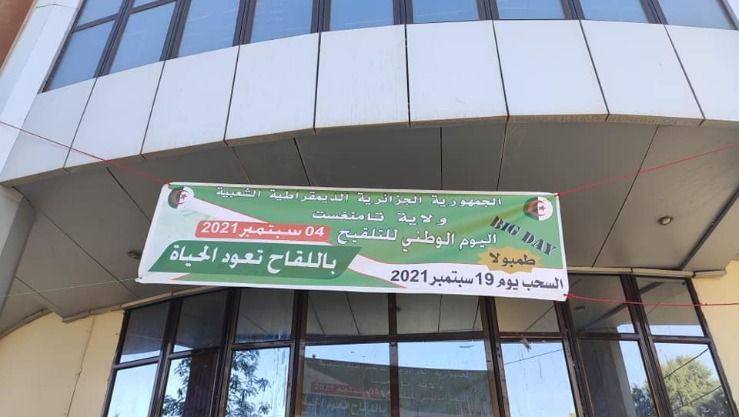 الجمهورية الجزائرية الديمقراطية الشعبية
ولاية تامنغست
اليوم الوطني للتلقيح 04 سبتمبر 2021
BIG DAY
باللقاح تعود الحياة
طمبولا
السحب يوم 19 سبتمبر 2021